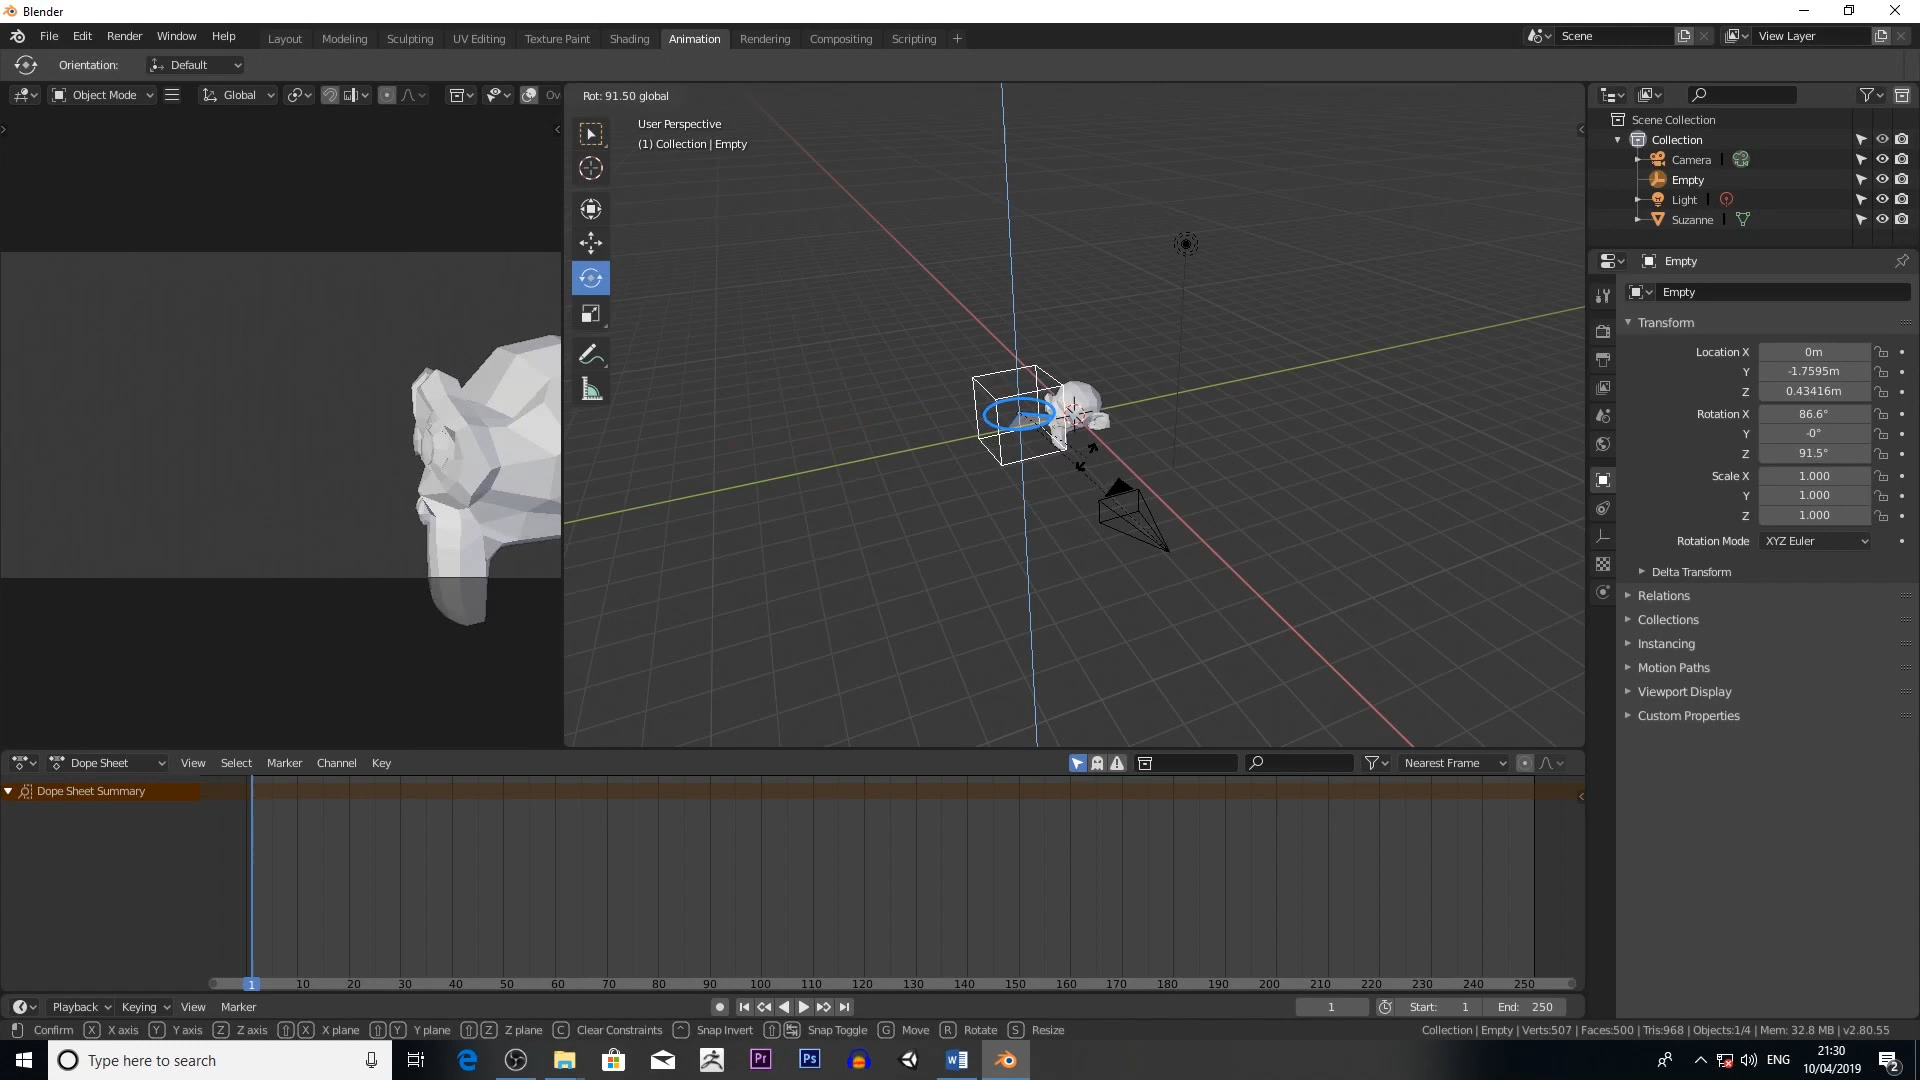 Blender
File Edit Render Window Help Layout Modeling Sculpting UV Editing Texture Paint Shading Animation Rendering Compositing Scripting + Scene View Layer
Orientation: Default
Object Mode Global Ov
Rot: 91.50 global
User Perspective
(1) Collection | Empty
Scene Collection
Collection
Camera
Empty
Light
Suzanne
Empty
Empty
Transform
Location X 0m
Y -1.7595m
Z 0.43416m
Rotation X 86.6°
Y -0°
Z 91.5°
Scale X 1.000
Y 1.000
Z 1.000
Rotation Mode XYZ Euler
Delta Transform
Relations
Collections
Instancing
Motion Paths
Viewport Display
Custom Properties
Dope Sheet View Select Marker Channel Key Nearest Frame
Dope Sheet Summary
1 10 20 30 40 50 60 70 80 90 100 110 120 130 140 150 160 170 180 190 200 210 220 230 240 250
Playback Keying View Marker 1 Start: 1 End: 250
Confirm X X axis Y Y axis Z Z axis X X plane Y Y plane Z Z plane C Clear Constraints ^ Snap Invert Snap Toggle G Move R Rotate S Resize Collection | Empty | Verts:507 | Faces:500 | Tris:968 | Objects:1/4 | Mem: 32.8 MB | v2.80.55
Type here to search Pr Ps W ENG 21:30
10/04/2019 2